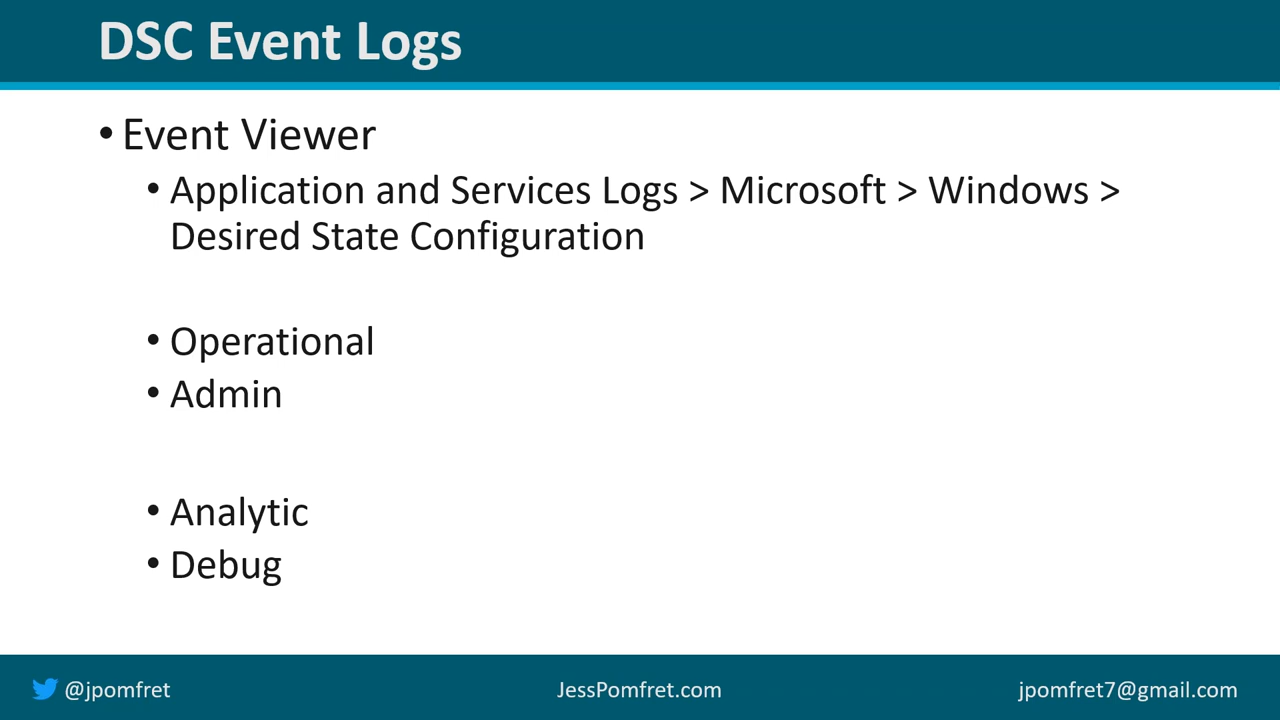 DSC Event Logs
• Event Viewer
• Application and Services Logs > Microsoft > Windows >
Desired State Configuration
• Operational
• Admin
• Analytic
• Debug
@jpomfret
JessPomfret.com
jpomfret7@gmail.com